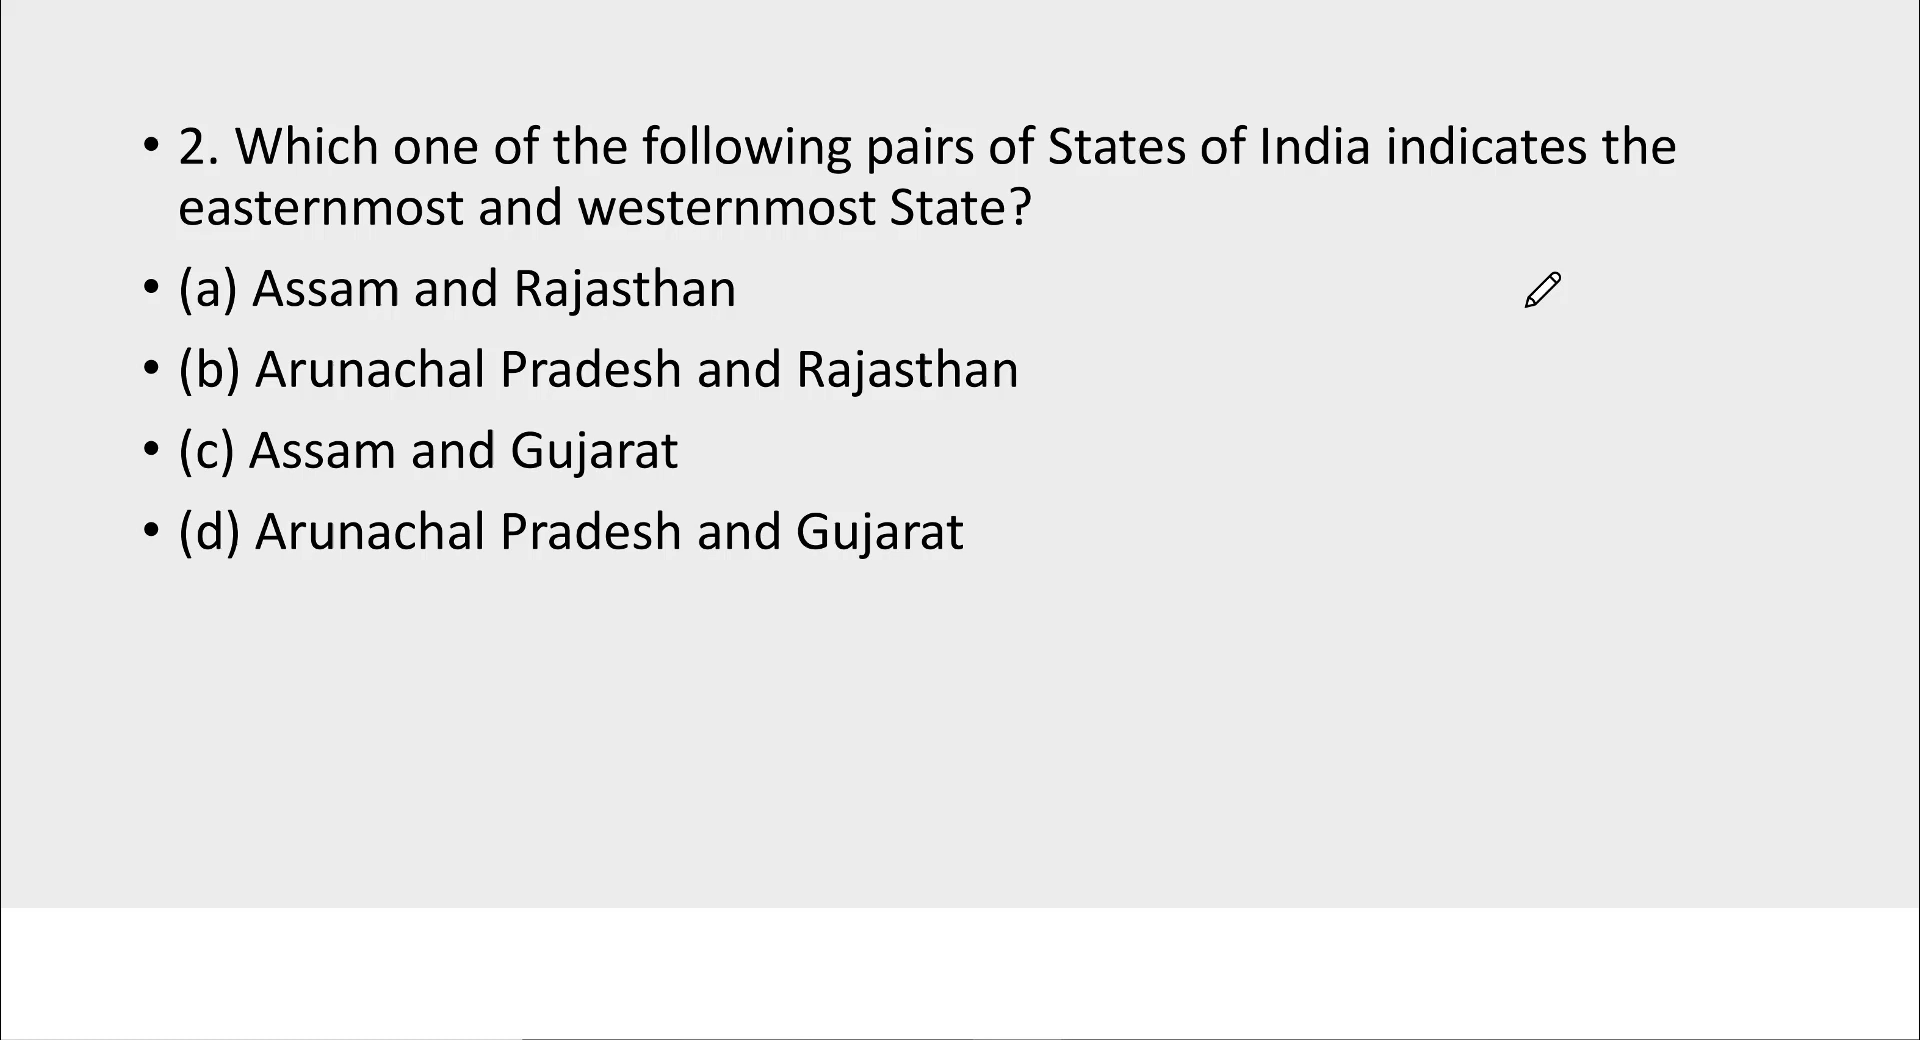 • 2. Which one of the following pairs of States of India indicates the
easternmost and westernmost State?
• (a) Assam and Rajasthan
• (b) Arunachal Pradesh and Rajasthan
• (c) Assam and Gujarat
• (d) Arunachal Pradesh and Gujarat